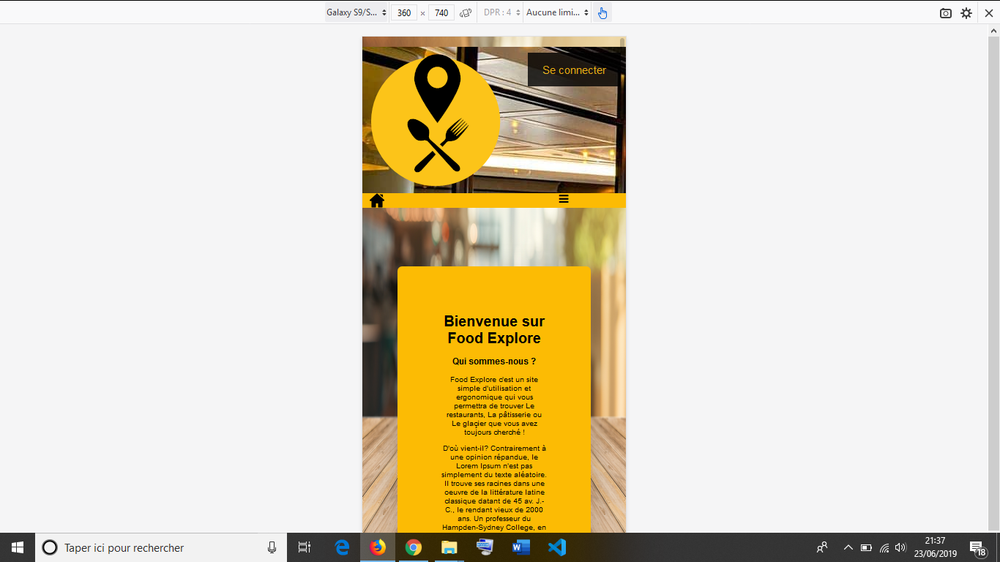 Galaxy S9/S... 360 × 740 DPR : 4 Aucune limi...
Se connecter
Bienvenue sur
Food Explore
Qui sommes-nous ?
Food Explore c'est un site
simple d'utilisation et
ergonomique qui vous
permettra de trouver Le
restaurants, La pâtisserie ou
Le glaçier que vous avez
toujours cherché !
D'où vient-il? Contrairement à
une opinion répandue, le
Lorem Ipsum n'est pas
simplement du texte aléatoire.
Il trouve ses racines dans une
oeuvre de la littérature latine
classique datant de 45 av. J.-
C., le rendant vieux de 2000
ans. Un professeur du
Hampden-Sydney College, en
Taper ici pour rechercher
21:37
23/06/2019
18